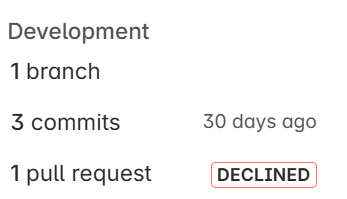 Development
1 branch
3 commits 30 days ago
1 pull request DECLINED